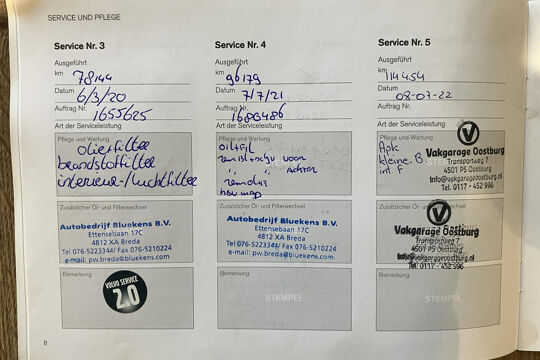 SERVICE UND PFLEGE
Service Nr. 3
Ausgeführt
km 78144
Datum 6/3/20
Auftrag Nr. 1655625
Art der Serviceleistung
Pflege und Wartung
olierfilter
brandstoffilter
interieur-/luchtfilter
Zusätzlicher Öl- und Filterwechsel
Autobedrijf Bluekens B.V.
Ettensebaan 17C
4812 XA Breda
Tel 076-5223344/ Fax 076-5210224
e-mail: pw.breda@bluekens.com
Bemerkung
VOLVO SERVICE
2.0
8
Service Nr. 4
Ausgeführt
km 96179
Datum 7/7/21
Auftrag Nr. 1686486
Art der Serviceleistung
Pflege und Wartung
voor
achter
Zusätzlicher Öl- und Filterwechsel
Autobedrijf Bluekens B.V.
Ettensebaan 17C
4812 XA Breda
Tel 076-5223344/ Fax 076-5210224
e-mail: pw.breda@bluekens.com
Bemerkung
STEMPEL
Service Nr. 5
Ausgeführt
km 114454
Datum 08-07-22
Auftrag Nr.
Art der Serviceleistung
Pflege und Wartung
Apk
kleine B
int. F
Vakgarage Oostburg
Transportweg 7
4501 PS Oostburg
info@vakgarageoostburg.nl
Tel. 0117 - 452 996
Zusätzlicher Öl- und Filterwechsel
Vakgarage Oostburg
Transportweg 7
4501 PS Oostburg
info@vakgarageoostburg.nl
Tel. 0117 - 452 996
Bemerkung
STEMPEL